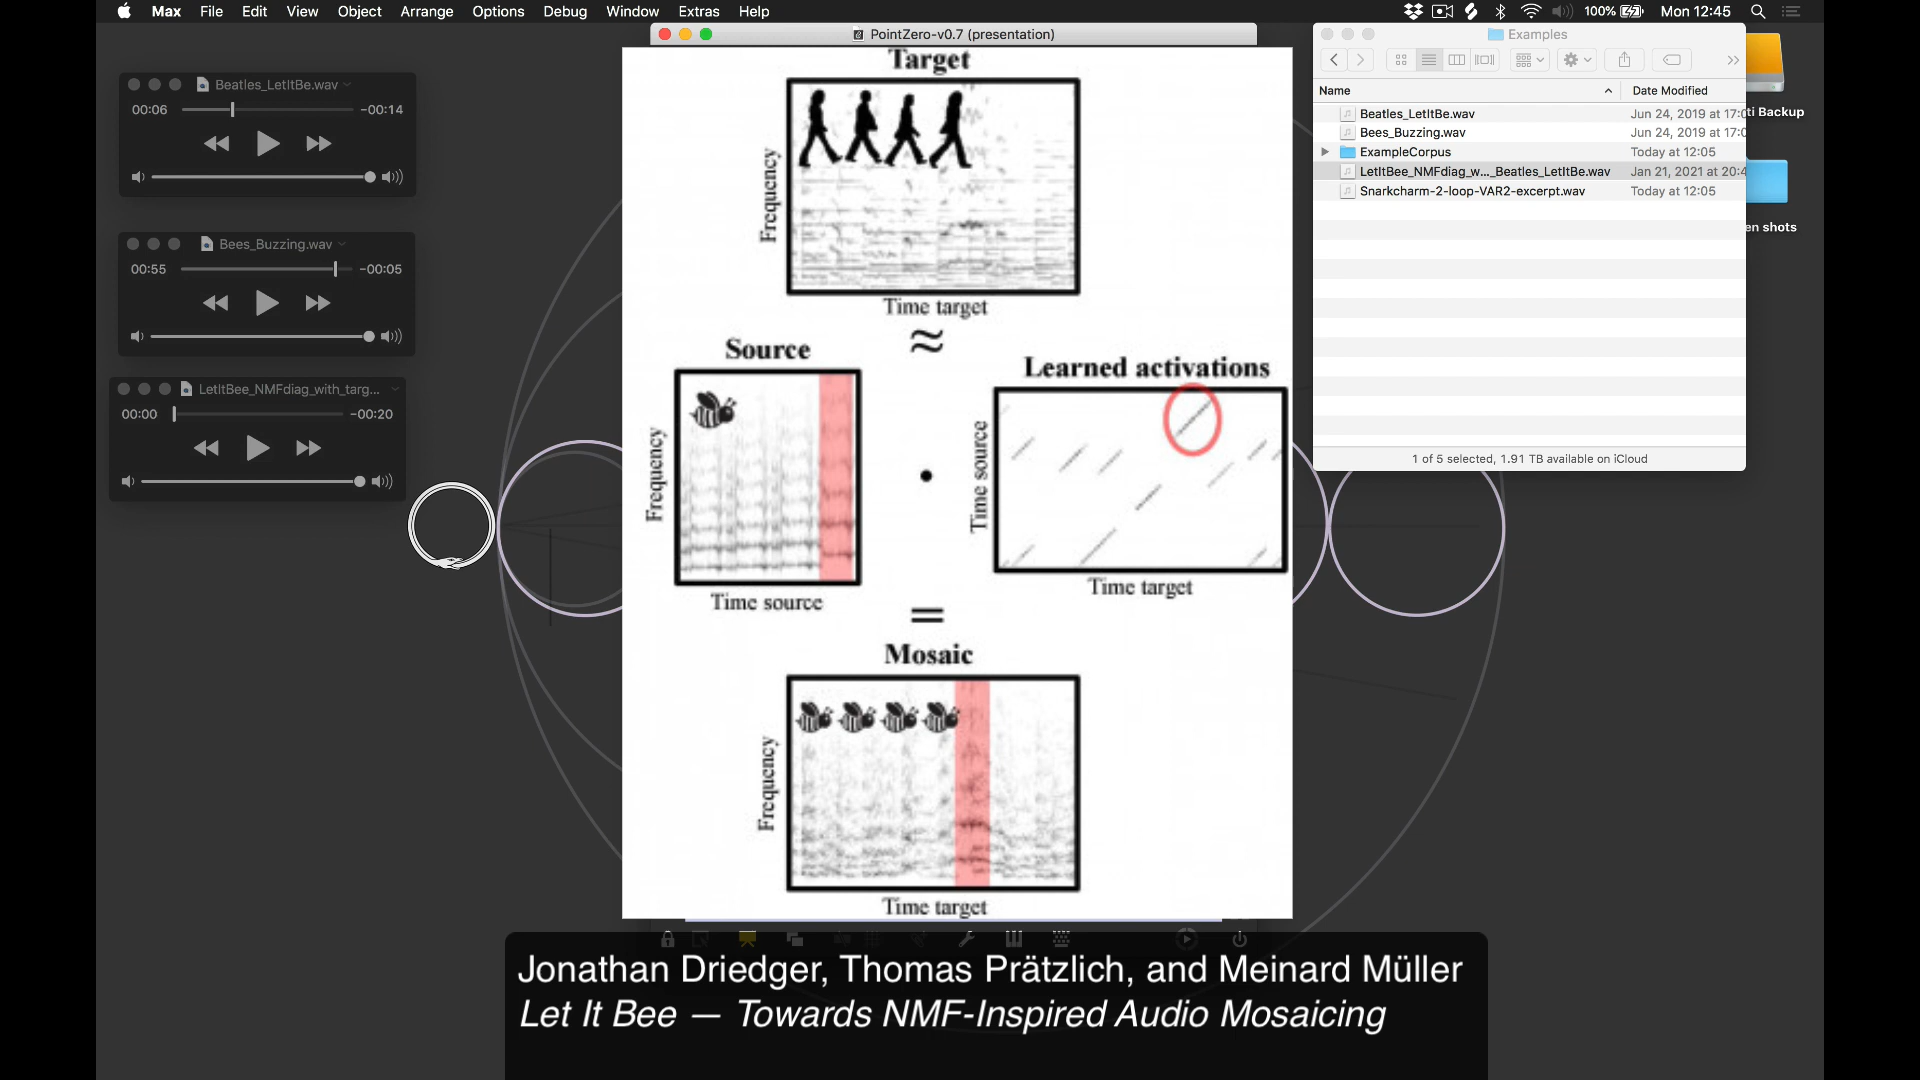 Max File Edit View Object Arrange Options Debug Window Extras Help
100% Mon 12:45
PointZero-v0.7 (presentation)
Beatles_LetItBe.wav
00:06 -00:14
Bees_Buzzing.wav
00:55 -00:05
LetItBee_NMFdiag_with_targ...
00:00 -00:20
Target
Frequency
Time target
≈
Source
Frequency
Time source
•
Learned activations
Time source
Time target
=
Mosaic
Frequency
Time target
Examples
Name Date Modified
Beatles_LetItBe.wav Jun 24, 2019 at 17:0
Bees_Buzzing.wav Jun 24, 2019 at 17:0
ExampleCorpus Today at 12:05
LetItBee_NMFdiag_w..._Beatles_LetItBe.wav Jan 21, 2021 at 20:4
Snarkcharm-2-loop-VAR2-excerpt.wav Today at 12:05
1 of 5 selected, 1.91 TB available on iCloud
ti Backup
en shots
Jonathan Driedger, Thomas Prätzlich, and Meinard Müller
Let It Bee — Towards NMF-Inspired Audio Mosaicing